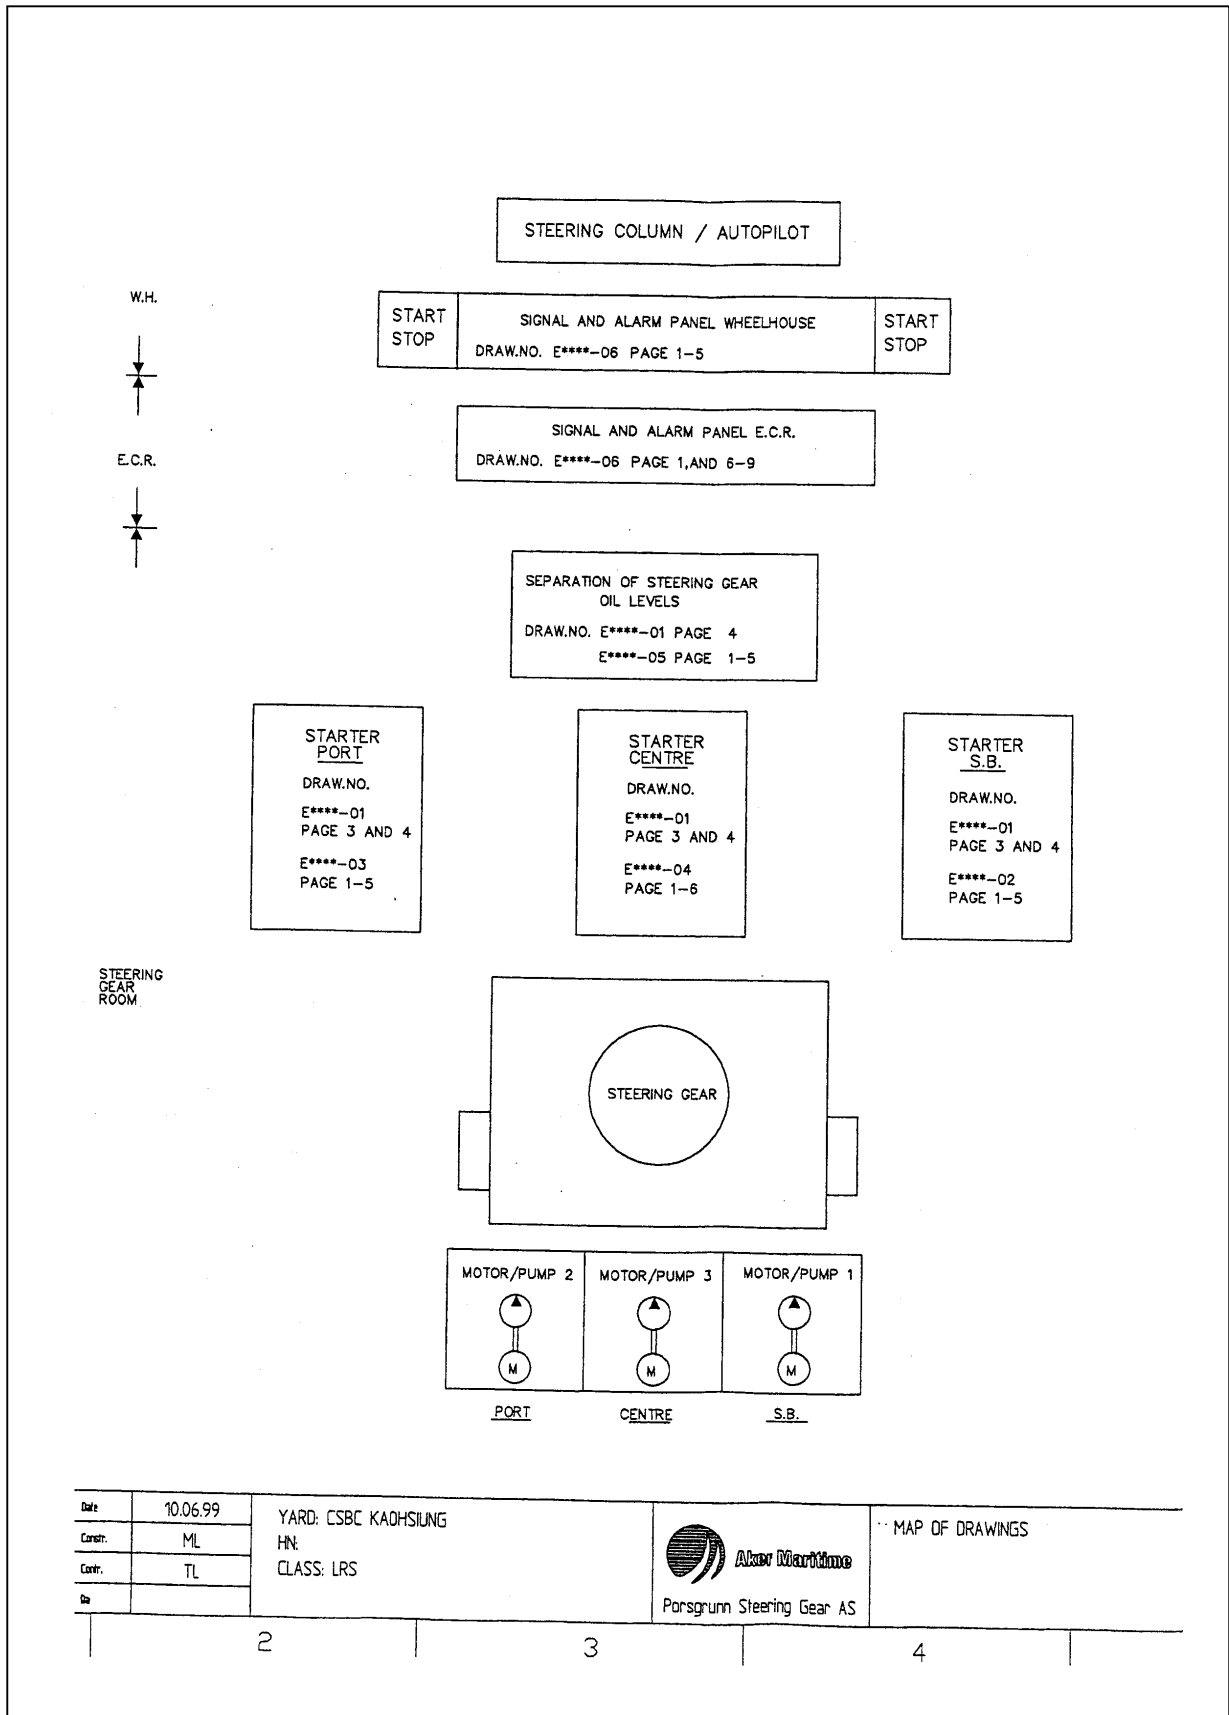 STEERING COLUMN / AUTOPILOT
W.H.
START
STOP
SIGNAL AND ALARM PANEL WHEELHOUSE
DRAW.NO. E****-06 PAGE 1-5
START
STOP
SIGNAL AND ALARM PANEL E.C.R.
DRAW.NO. E****-06 PAGE 1,AND 6-9
E.C.R.
SEPARATION OF STEERING GEAR
OIL LEVELS
DRAW.NO. E****-01 PAGE 4
E****-05 PAGE 1-5
STARTER
PORT
DRAW.NO.
E****-01
PAGE 3 AND 4
E****-03
PAGE 1-5
STARTER
CENTRE
DRAW.NO.
E****-01
PAGE 3 AND 4
E****-04
PAGE 1-6
STARTER
S.B.
DRAW.NO.
E****-01
PAGE 3 AND 4
E****-02
PAGE 1-5
STEERING
GEAR
ROOM
STEERING GEAR
MOTOR/PUMP 2
MOTOR/PUMP 3
MOTOR/PUMP 1
M
M
M
PORT
CENTRE
S.B.
Date 10.06.99
Constr. ML
Contr. TL
YARD: CSBC KAOHSIUNG
HN:
CLASS: LRS
Aker Maritime
Porsgrunn Steering Gear AS
MAP OF DRAWINGS
2
3
4